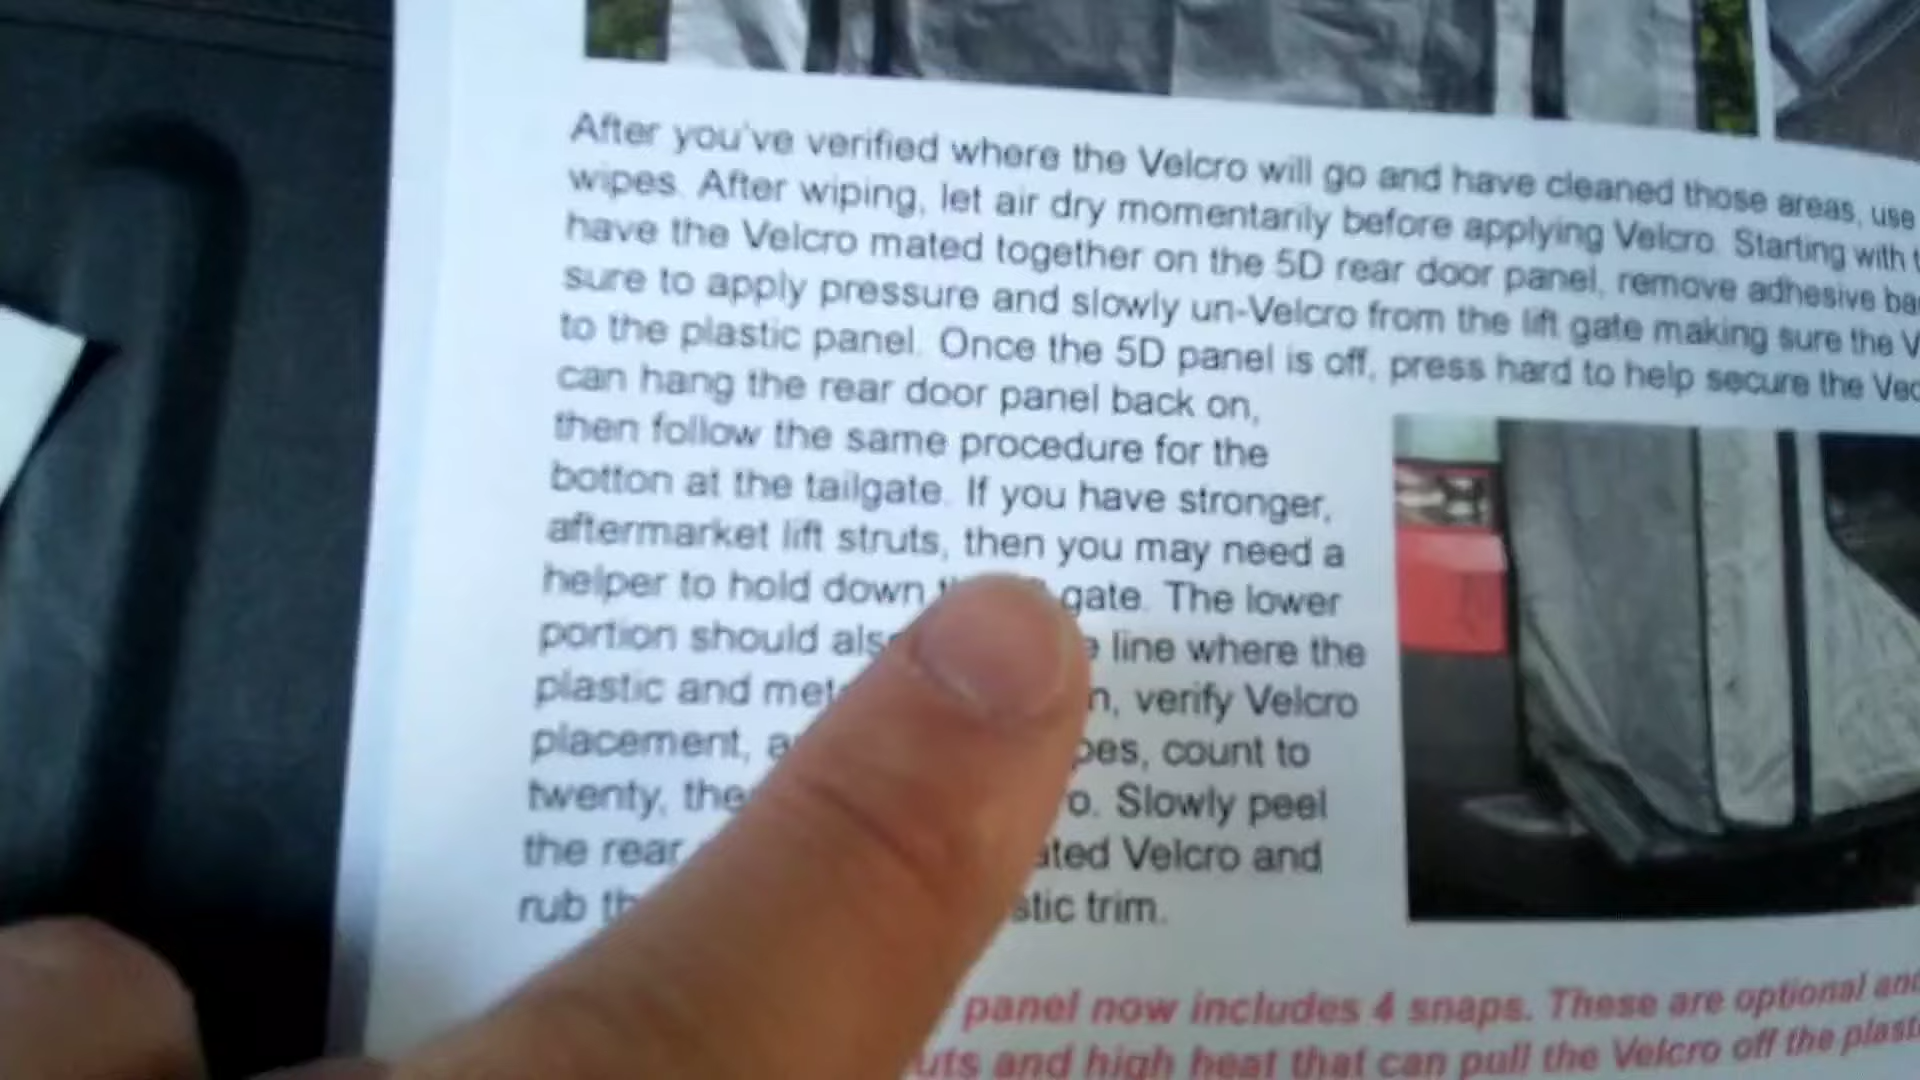 After you've verified where the Velcro will go and have cleaned those areas, use
wipes. After wiping, let air dry momentarily before applying Velcro. Starting with
have the Velcro mated together on the 5D rear door panel, remove adhesive
sure to apply pressure and slowly un-Velcro from the lift gate making sure the
to the plastic panel. Once the 5D panel is off, press hard to help secure the
can hang the rear door panel back on,
then follow the same procedure for the
botton at the tailgate. If you have stronger,
aftermarket lift struts, then you may need a
helper to hold down gate. The lower
portion should line where the
plastic and verify Velcro
placement, count to
twenty, Slowly peel
the rear Velcro and
rub trim.
panel now includes 4 snaps. These are optional
and high heat that can pull the Velcro off the